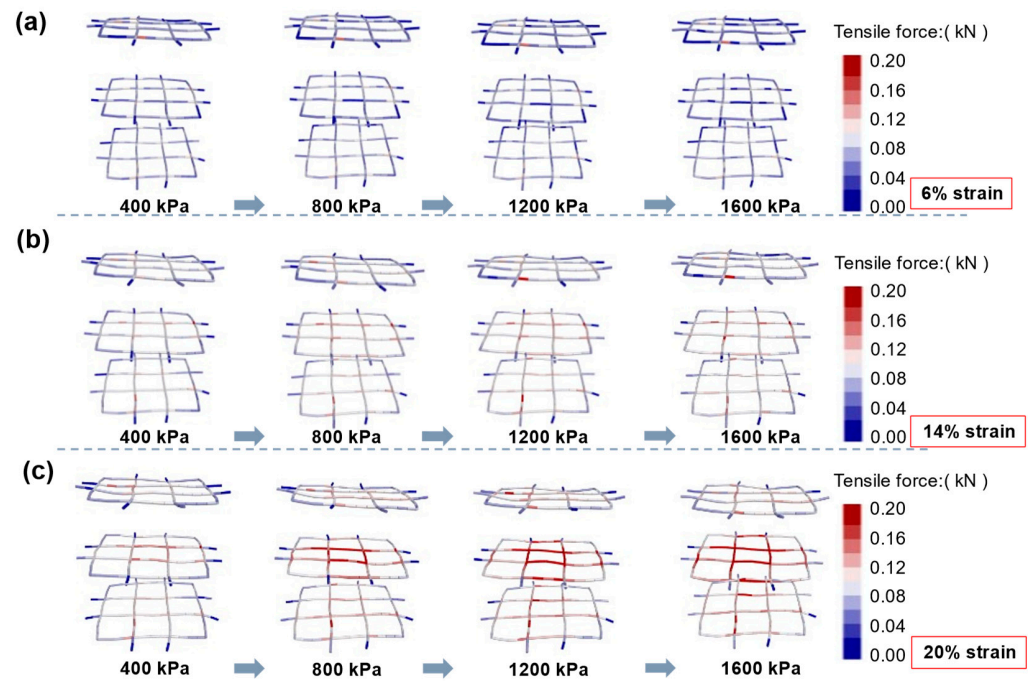 (a)
Tensile force:( kN )
0.20
0.16
0.12
0.08
0.04
0.00
6% strain
400 kPa
800 kPa
1200 kPa
1600 kPa
(b)
Tensile force:( kN )
0.20
0.16
0.12
0.08
0.04
0.00
14% strain
400 kPa
800 kPa
1200 kPa
1600 kPa
(c)
Tensile force:( kN )
0.20
0.16
0.12
0.08
0.04
0.00
20% strain
400 kPa
800 kPa
1200 kPa
1600 kPa